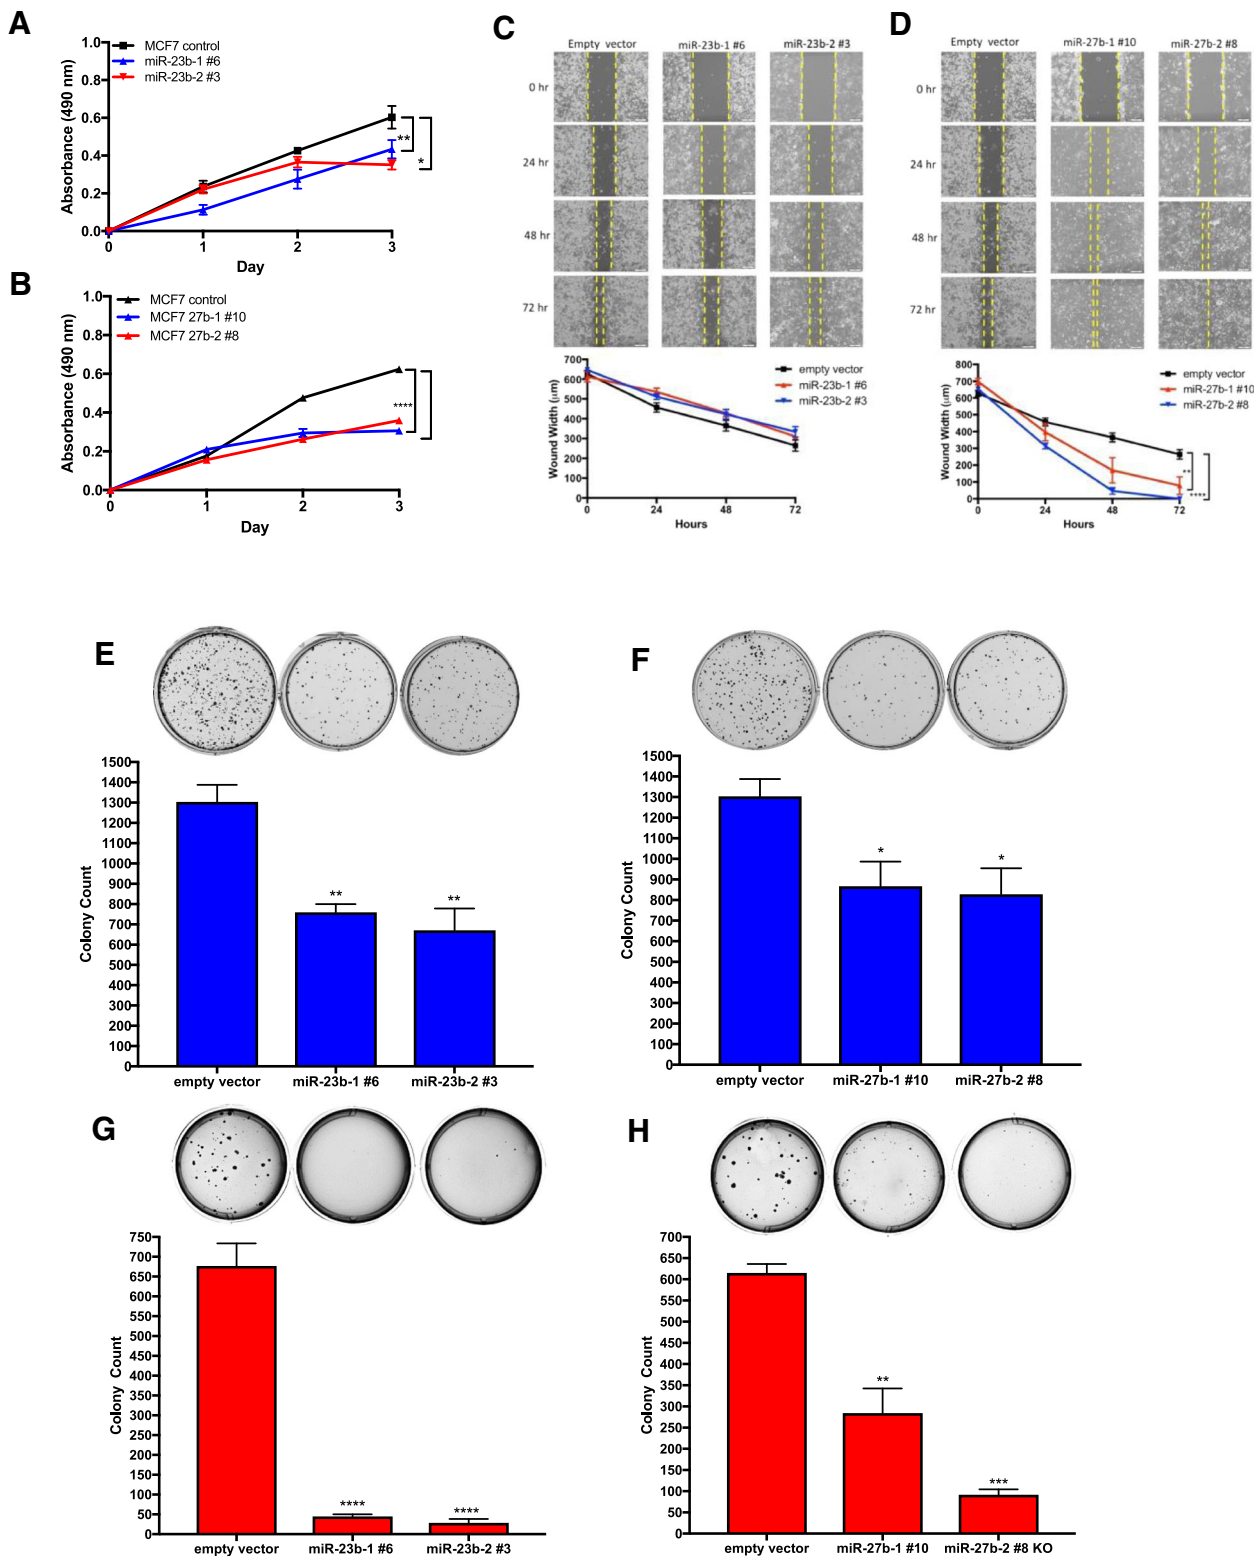 A
1.0
0.8
0.6
0.4
0.2
0.0
Absorbance (490 nm)
MCF7 control
miR-23b-1 #6
miR-23b-2 #3
**
*
0 1 2 3
Day
B
1.0
0.8
0.6
0.4
0.2
0.0
Absorbance (490 nm)
MCF7 control
MCF7 27b-1 #10
MCF7 27b-2 #8
****
0 1 2 3
Day
C
Empty vector miR-23b-1 #6 miR-23b-2 #3
0 hr
24 hr
48 hr
72 hr
700
600
500
400
300
200
100
0
Wound Width (μm)
empty vector
miR-23b-1 #6
miR-23b-2 #3
0 24 48 72
Hours
D
Empty vector miR-27b-1 #10 miR-27b-2 #8
0 hr
24 hr
48 hr
72 hr
800
700
600
500
400
300
200
100
0
Wound Width (μm)
empty vector
miR-27b-1 #10
miR-27b-2 #8
**
****
0 24 48 72
Hours
E
1500
1400
1300
1200
1100
1000
900
800
700
600
500
400
300
200
100
0
Colony Count
** **
empty vector miR-23b-1 #6 miR-23b-2 #3
F
1500
1400
1300
1200
1100
1000
900
800
700
600
500
400
300
200
100
0
Colony Count
* *
empty vector miR-27b-1 #10 miR-27b-2 #8
G
750
700
650
600
550
500
450
400
350
300
250
200
150
100
50
0
Colony Count
**** ****
empty vector miR-23b-1 #6 miR-23b-2 #3
H
700
650
600
550
500
450
400
350
300
250
200
150
100
50
0
Colony Count
** ***
empty vector miR-27b-1 #10 miR-27b-2 #8 KO